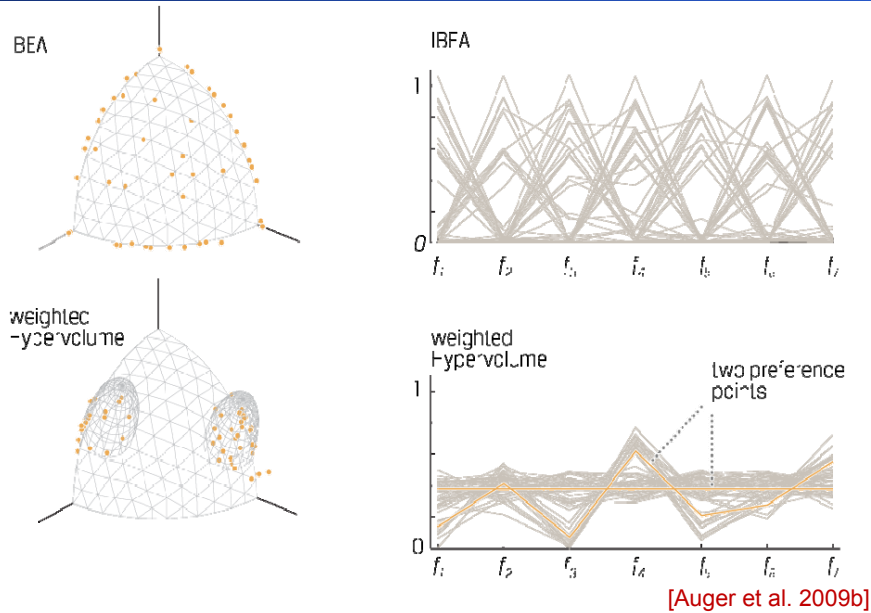 IBEA
IBEA
1
0
f₁ f₂ f₃ f₄ f₅ f₆ f₇
weighted
Hypervolume
weighted
Hypervolume
two preference
points
1
0
f₁ f₂ f₃ f₄ f₅ f₆ f₇
[Auger et al. 2009b]